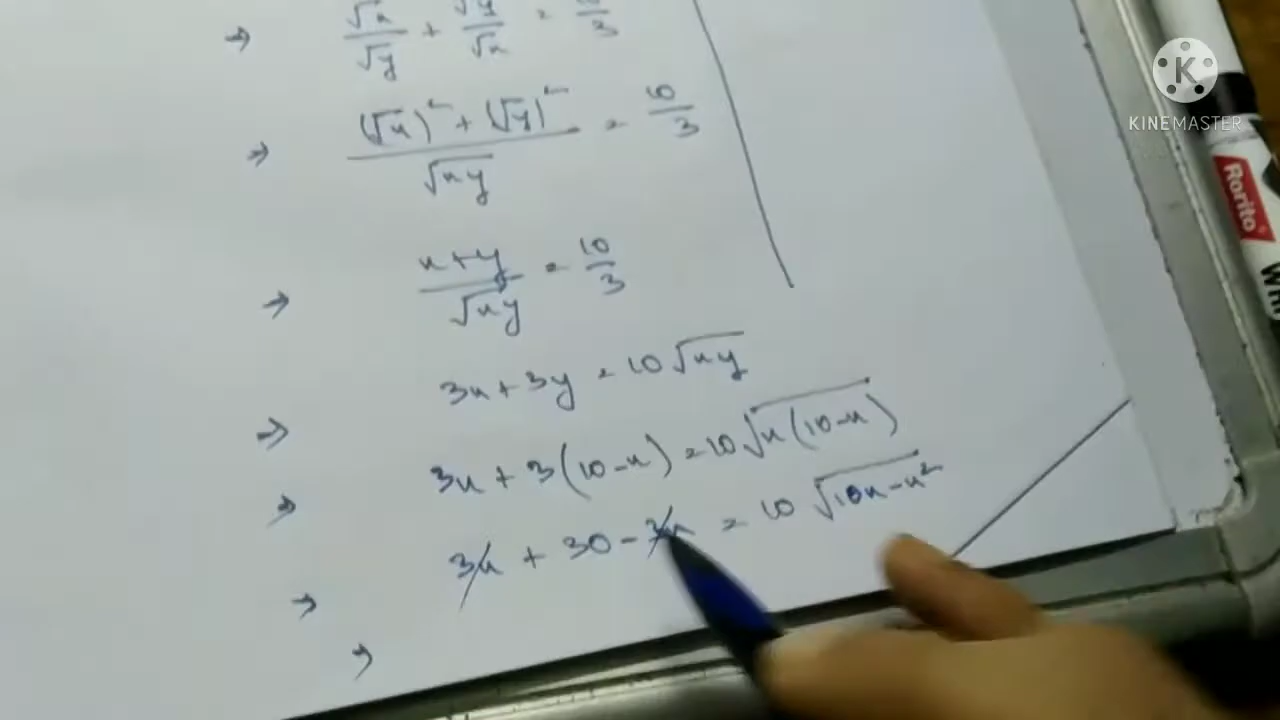 ⇒ √x/√y + √y/√x = 10/3
⇒ ((√x)² + (√y)²)/√xy = 10/3
⇒ (x+y)/√xy = 10/3
⇒ 3x + 3y = 10√xy
⇒ 3x + 3(10-x) = 10√x(10-x)
⇒ 3x + 30 - 3x = 10√10x-x²
⇒
K
KINEMASTER
Rorito